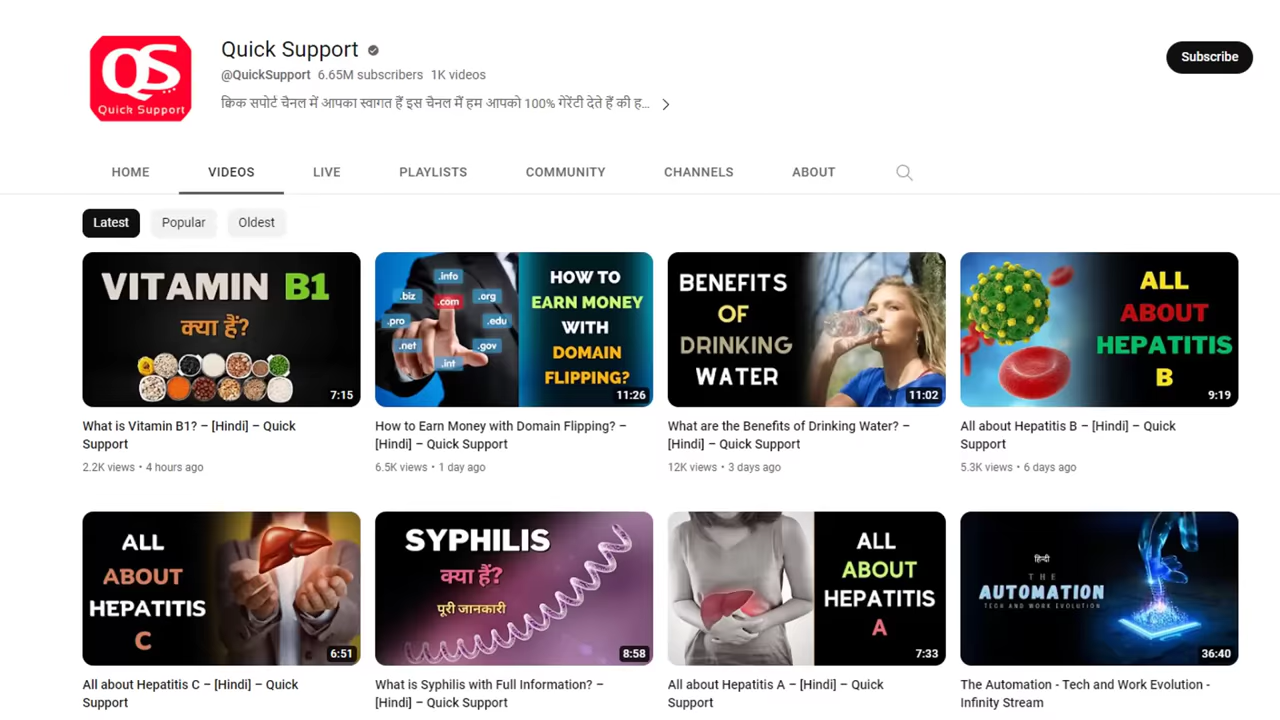 QS
Quick Support
Quick Support
@QuickSupport 6.65M subscribers 1K videos
क्विक सपोर्ट चैनल में आपका स्वागत हैं इस चैनल मैं हम आपको 100% गेरेंटी देते हैं की ह...
Subscribe
HOME VIDEOS LIVE PLAYLISTS COMMUNITY CHANNELS ABOUT
Latest Popular Oldest
VITAMIN B1
क्या हैं?
7:15
.info
.biz .com .org
.pro .edu
.net .gov
.int
HOW TO
EARN MONEY
WITH
DOMAIN
FLIPPING?
11:26
BENEFITS
OF
DRINKING
WATER
11:02
ALL
ABOUT
HEPATITIS
B
9:19
What is Vitamin B1? – [Hindi] – Quick
Support
2.2K views • 4 hours ago
How to Earn Money with Domain Flipping? –
[Hindi] – Quick Support
6.5K views • 1 day ago
What are the Benefits of Drinking Water? –
[Hindi] – Quick Support
12K views • 3 days ago
All about Hepatitis B – [Hindi] – Quick
Support
5.3K views • 6 days ago
ALL
ABOUT
HEPATITIS
C
6:51
SYPHILIS
क्या हैं?
पूरी जानकारी
8:58
ALL
ABOUT
HEPATITIS
A
7:33
हिन्दी
THE
AUTOMATION
TECH AND WORK EVOLUTION
36:40
All about Hepatitis C – [Hindi] – Quick
Support
What is Syphilis with Full Information? –
[Hindi] – Quick Support
All about Hepatitis A – [Hindi] – Quick
Support
The Automation - Tech and Work Evolution -
Infinity Stream